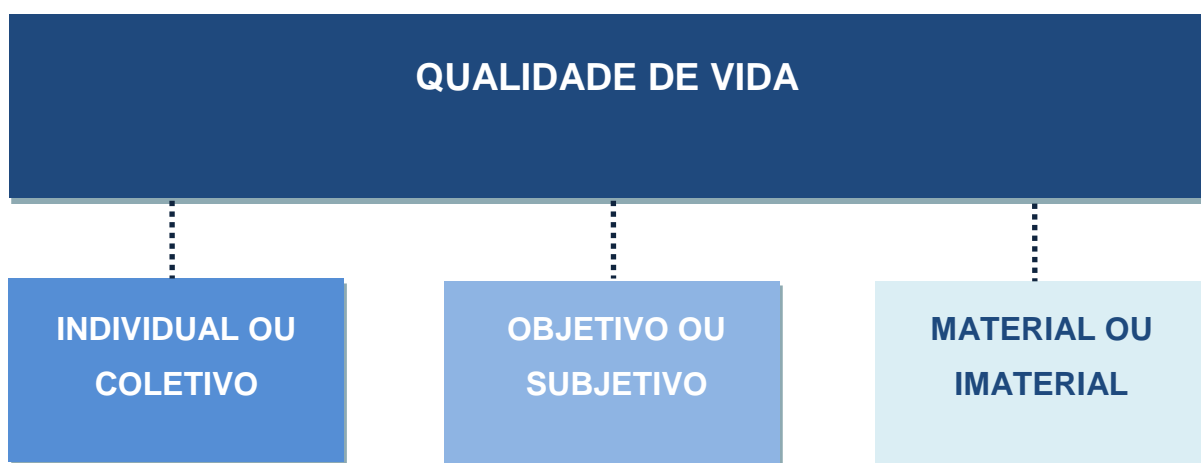 QUALIDADE DE VIDA
INDIVIDUAL OU
COLETIVO
OBJETIVO OU
SUBJETIVO
MATERIAL OU
IMATERIAL